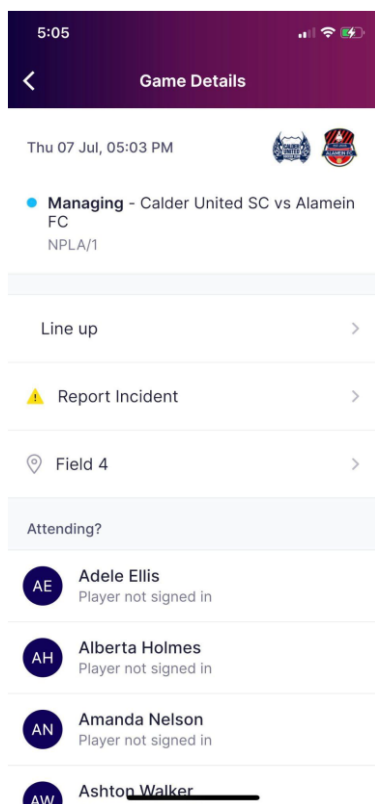 5:05
Game Details
Thu 07 Jul, 05:03 PM
Managing - Calder United SC vs Alamein
FC
NPLA/1
Line up
Report Incident
Field 4
Attending?
AE
Adele Ellis
Player not signed in
AH
Alberta Holmes
Player not signed in
AN
Amanda Nelson
Player not signed in
AW
Ashton Walker